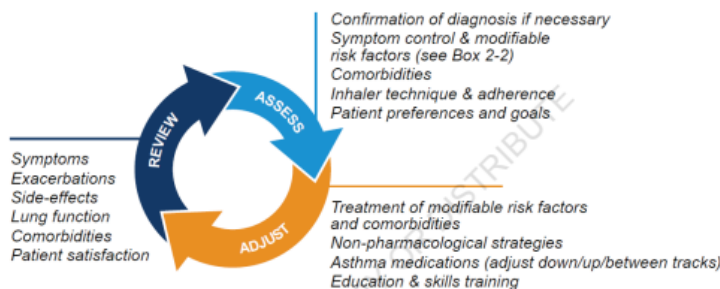 Confirmation of diagnosis if necessary
Symptom control & modifiable
risk factors (see Box 2-2)
Comorbidities
Inhaler technique & adherence
Patient preferences and goals
ASSESS
REVIEW
Symptoms
Exacerbations
Side-effects
Lung function
Comorbidities
Patient satisfaction
ADJUST
Treatment of modifiable risk factors
and comorbidities
Non-pharmacological strategies
Asthma medications (adjust down/up/between tracks)
Education & skills training